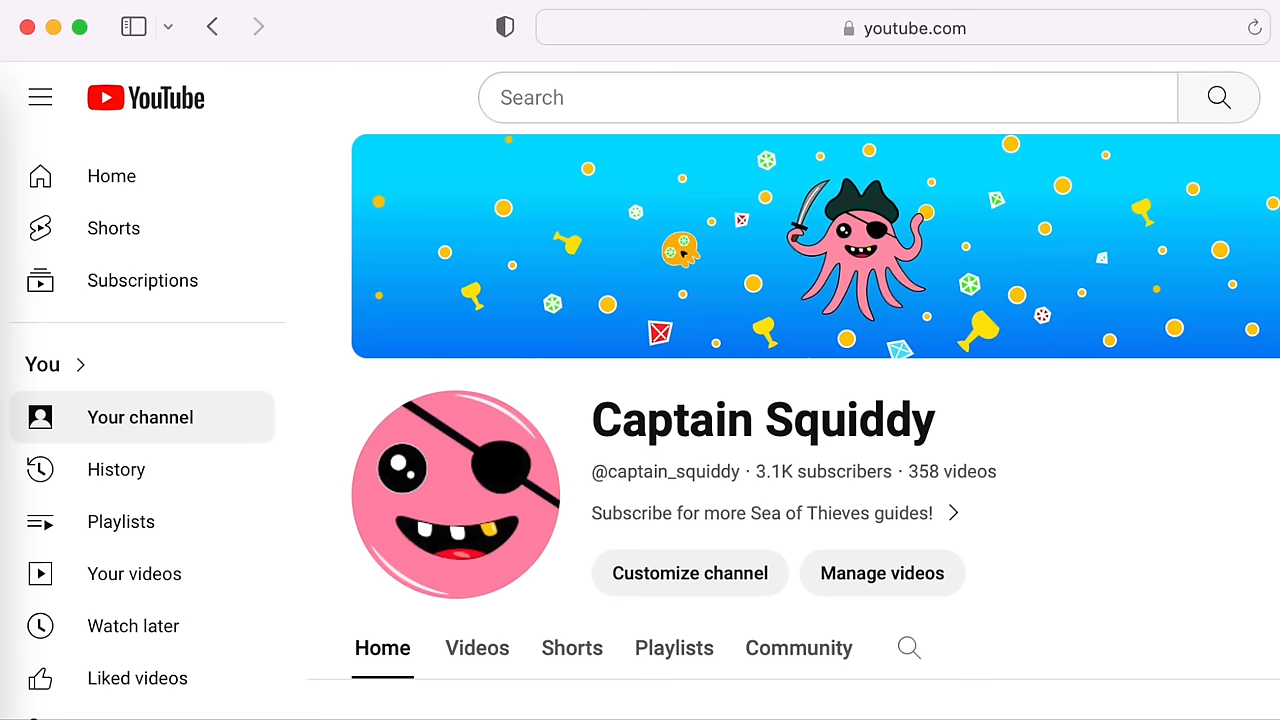 youtube.com
YouTube
Search
Home
Shorts
Subscriptions
You
Your channel
History
Playlists
Your videos
Watch later
Liked videos
Captain Squiddy
@captain_squiddy · 3.1K subscribers · 358 videos
Subscribe for more Sea of Thieves guides!
Customize channel Manage videos
Home Videos Shorts Playlists Community